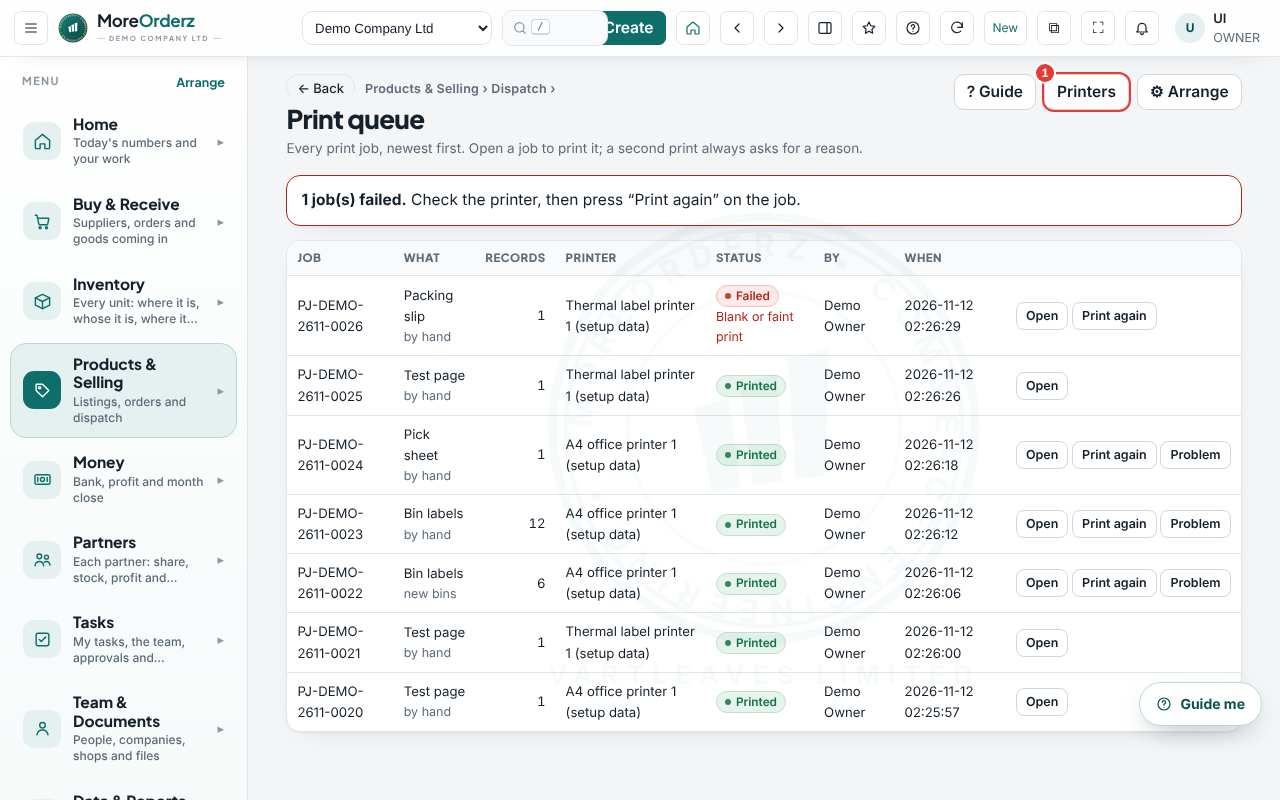 MoreOrderz
— DEMO COMPANY LTD —
Demo Company Ltd
/
Create
New
U
UI
OWNER
MENU
Arrange
Home
Today's numbers and
your work
Buy & Receive
Suppliers, orders and
goods coming in
Inventory
Every unit: where it is,
whose it is, where it...
Products &
Selling
Listings, orders and
dispatch
Money
Bank, profit and month
close
Partners
Each partner: share,
stock, profit and...
Tasks
My tasks, the team,
approvals and...
Team &
Documents
People, companies,
shops and files
← Back
Products & Selling › Dispatch ›
? Guide
1
Printers
⚙ Arrange
Print queue
Every print job, newest first. Open a job to print it; a second print always asks for a reason.
1 job(s) failed. Check the printer, then press “Print again” on the job.
JOB WHAT RECORDS PRINTER STATUS BY WHEN
PJ-DEMO-
2611-0026
Packing
slip
by hand
1
Thermal label printer
1 (setup data)
Failed
Blank or faint
print
Demo
Owner
2026-11-12
02:26:29
Open Print again
PJ-DEMO-
2611-0025
Test page
by hand
1
Thermal label printer
1 (setup data)
Printed
Demo
Owner
2026-11-12
02:26:26
Open
PJ-DEMO-
2611-0024
Pick
sheet
by hand
1
A4 office printer 1
(setup data)
Printed
Demo
Owner
2026-11-12
02:26:18
Open Print again Problem
PJ-DEMO-
2611-0023
Bin labels
by hand
12
A4 office printer 1
(setup data)
Printed
Demo
Owner
2026-11-12
02:26:12
Open Print again Problem
PJ-DEMO-
2611-0022
Bin labels
new bins
6
A4 office printer 1
(setup data)
Printed
Demo
Owner
2026-11-12
02:26:06
Open Print again Problem
PJ-DEMO-
2611-0021
Test page
by hand
1
Thermal label printer
1 (setup data)
Printed
Demo
Owner
2026-11-12
02:26:00
Open
PJ-DEMO-
2611-0020
Test page
by hand
1
A4 office printer 1
(setup data)
Printed
Demo
Owner
2026-11-12
02:25:57
Open
VARTLEAVES LIMITED
Guide me